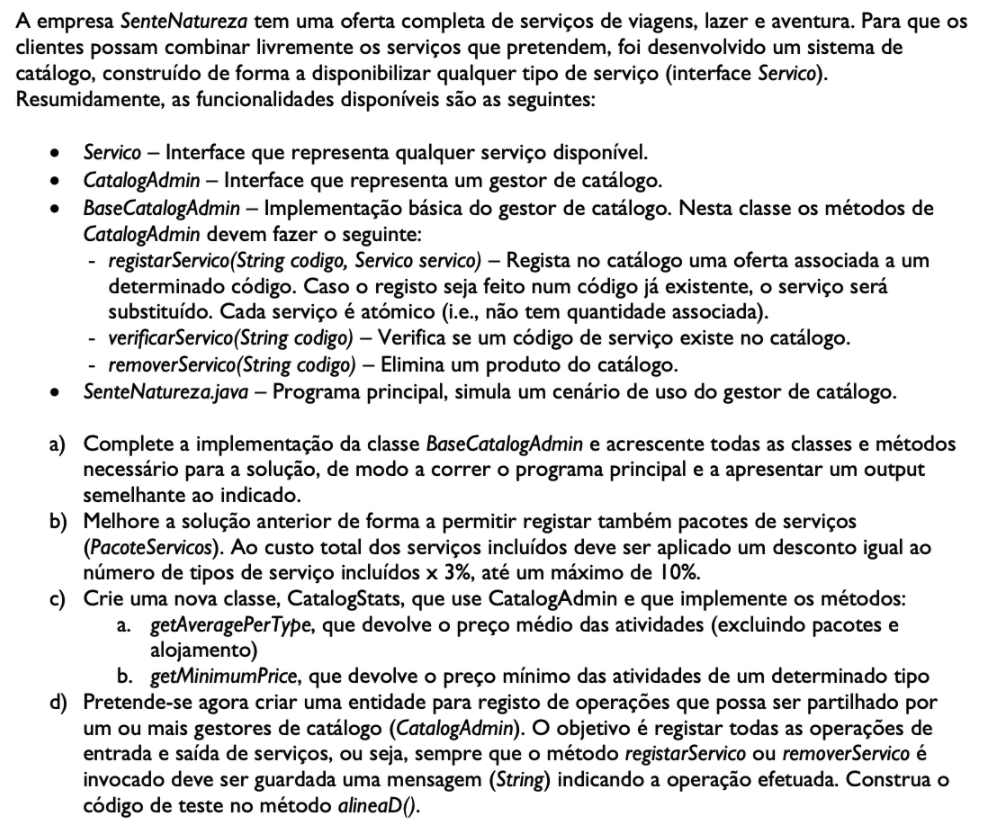 A empresa SenteNatureza tem uma oferta completa de serviços de viagens, lazer e aventura. Para que os
clientes possam combinar livremente os serviços que pretendem, foi desenvolvido um sistema de
catálogo, construído de forma a disponibilizar qualquer tipo de serviço (interface Servico).
Resumidamente, as funcionalidades disponíveis são as seguintes:
• Servico – Interface que representa qualquer serviço disponível.
• CatalogAdmin – Interface que representa um gestor de catálogo.
• BaseCatalogAdmin – Implementação básica do gestor de catálogo. Nesta classe os métodos de
CatalogAdmin devem fazer o seguinte:
- registarServico(String codigo, Servico servico) – Regista no catálogo uma oferta associada a um
determinado código. Caso o registo seja feito num código já existente, o serviço será
substituído. Cada serviço é atómico (i.e., não tem quantidade associada).
- verificarServico(String codigo) – Verifica se um código de serviço existe no catálogo.
- removerServico(String codigo) – Elimina um produto do catálogo.
• SenteNatureza.java – Programa principal, simula um cenário de uso do gestor de catálogo.
a) Complete a implementação da classe BaseCatalogAdmin e acrescente todas as classes e métodos
necessário para a solução, de modo a correr o programa principal e a apresentar um output
semelhante ao indicado.
b) Melhore a solução anterior de forma a permitir registar também pacotes de serviços
(PacoteServicos). Ao custo total dos serviços incluídos deve ser aplicado um desconto igual ao
número de tipos de serviço incluídos x 3%, até um máximo de 10%.
c) Crie uma nova classe, CatalogStats, que use CatalogAdmin e que implemente os métodos:
a. getAveragePerType, que devolve o preço médio das atividades (excluindo pacotes e
alojamento)
b. getMinimumPrice, que devolve o preço mínimo das atividades de um determinado tipo
d) Pretende-se agora criar uma entidade para registo de operações que possa ser partilhado por
um ou mais gestores de catálogo (CatalogAdmin). O objetivo é registar todas as operações de
entrada e saída de serviços, ou seja, sempre que o método registarServico ou removerServico é
invocado deve ser guardada uma mensagem (String) indicando a operação efetuada. Construa o
código de teste no método alineaD().